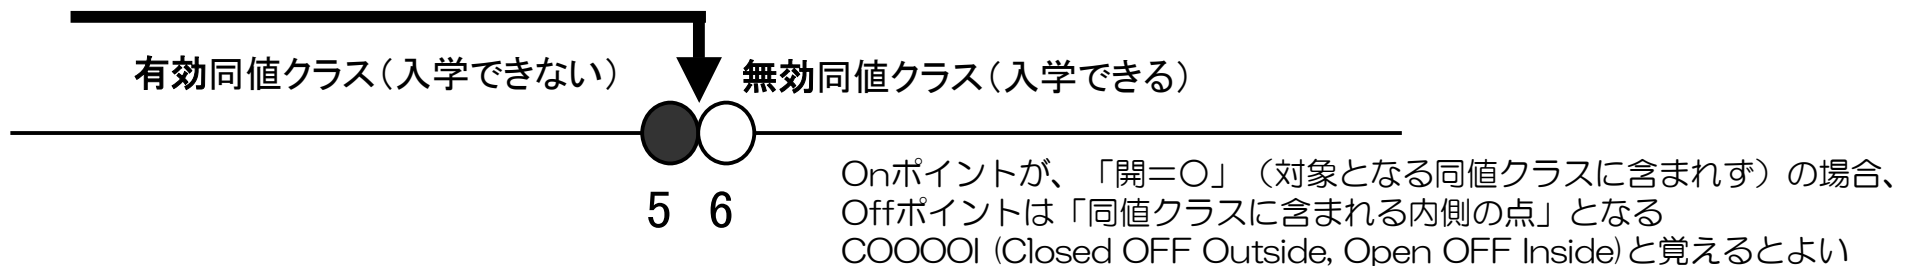 有効同値クラス(入学できない) 無効同値クラス(入学できる)
5 6
Onポイントが、「開=○」(対象となる同値クラスに含まれず)の場合、
Offポイントは「同値クラスに含まれる内側の点」となる
COOOOI (Closed OFF Outside, Open OFF Inside)と覚えるとよい